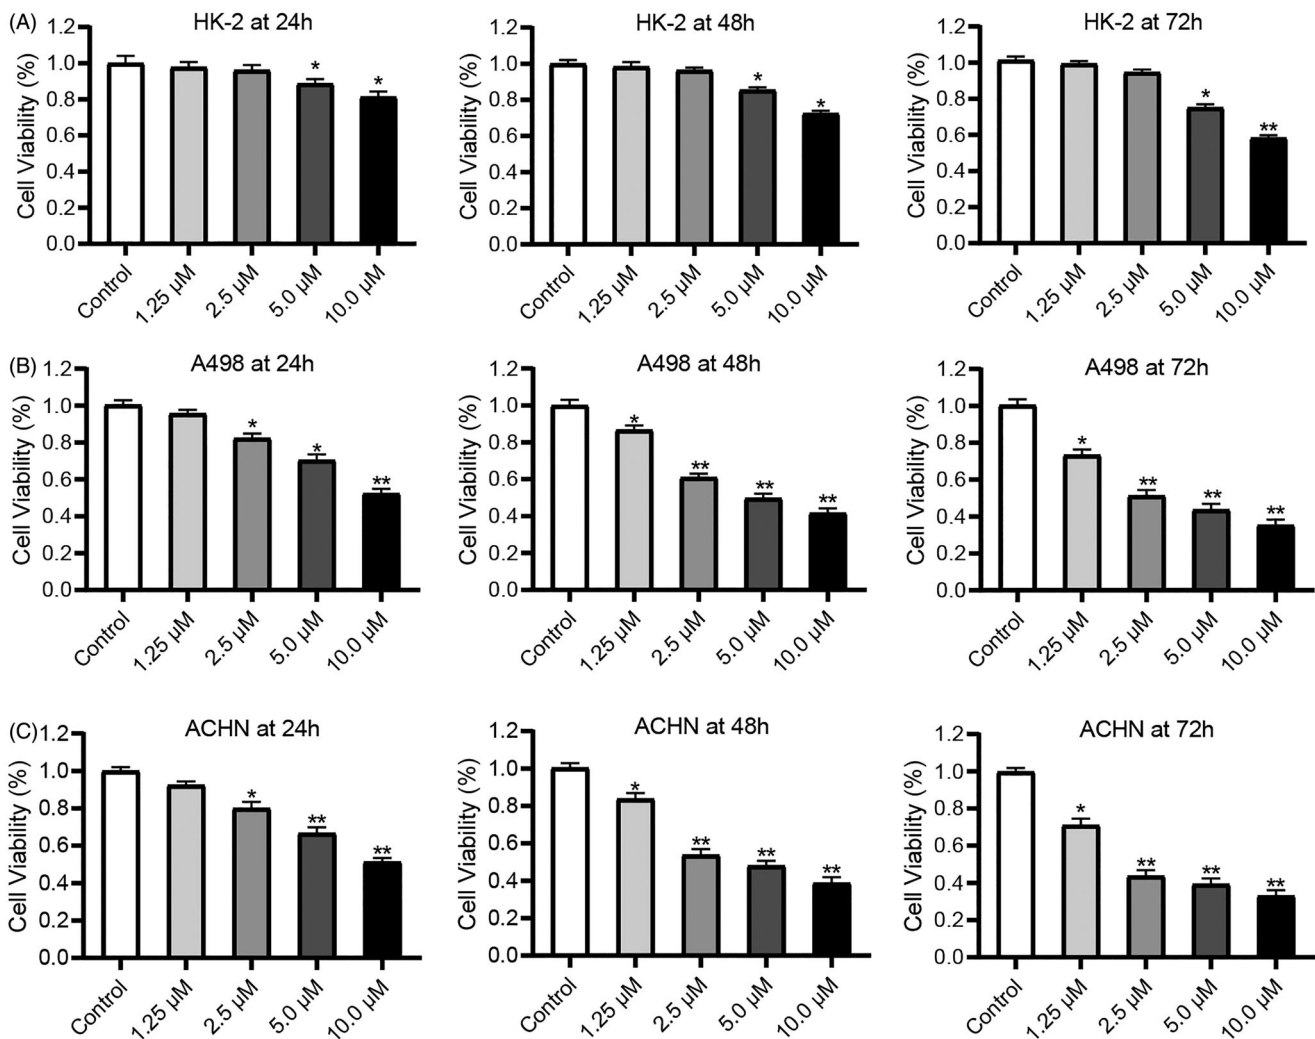 (A)
HK-2 at 24h
Cell Viability (%)
1.2
1.0
0.8
0.6
0.4
0.2
0.0
*
*
Control
1.25 µM
2.5 µM
5.0 µM
10.0 µM
HK-2 at 48h
Cell Viability (%)
1.2
1.0
0.8
0.6
0.4
0.2
0.0
*
*
Control
1.25 µM
2.5 µM
5.0 µM
10.0 µM
HK-2 at 72h
Cell Viability (%)
1.2
1.0
0.8
0.6
0.4
0.2
0.0
*
**
Control
1.25 µM
2.5 µM
5.0 µM
10.0 µM
(B)
A498 at 24h
Cell Viability (%)
1.2
1.0
0.8
0.6
0.4
0.2
0.0
*
*
**
Control
1.25 µM
2.5 µM
5.0 µM
10.0 µM
A498 at 48h
Cell Viability (%)
1.2
1.0
0.8
0.6
0.4
0.2
0.0
*
**
**
**
Control
1.25 µM
2.5 µM
5.0 µM
10.0 µM
A498 at 72h
Cell Viability (%)
1.2
1.0
0.8
0.6
0.4
0.2
0.0
*
**
**
**
Control
1.25 µM
2.5 µM
5.0 µM
10.0 µM
(C)
ACHN at 24h
Cell Viability (%)
1.2
1.0
0.8
0.6
0.4
0.2
0.0
*
**
**
Control
1.25 µM
2.5 µM
5.0 µM
10.0 µM
ACHN at 48h
Cell Viability (%)
1.2
1.0
0.8
0.6
0.4
0.2
0.0
*
**
**
**
Control
1.25 µM
2.5 µM
5.0 µM
10.0 µM
ACHN at 72h
Cell Viability (%)
1.2
1.0
0.8
0.6
0.4
0.2
0.0
*
**
**
**
Control
1.25 µM
2.5 µM
5.0 µM
10.0 µM